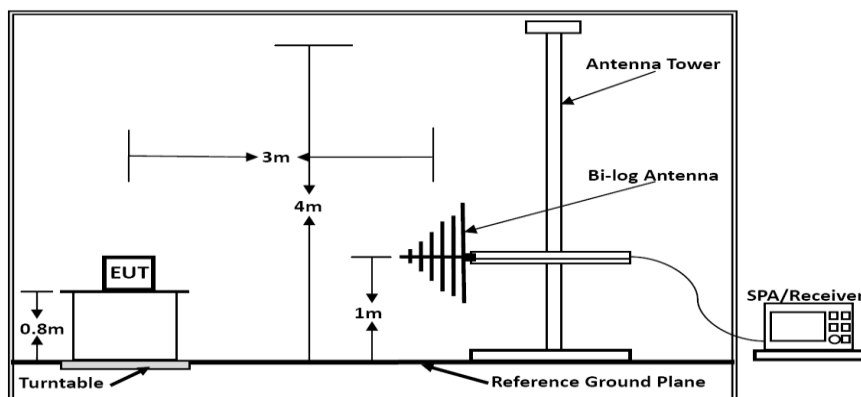 Antenna Tower
3m
Bi-log Antenna
4m
EUT
SPA/Receiver
0.8m
1m
Turntable
Reference Ground Plane